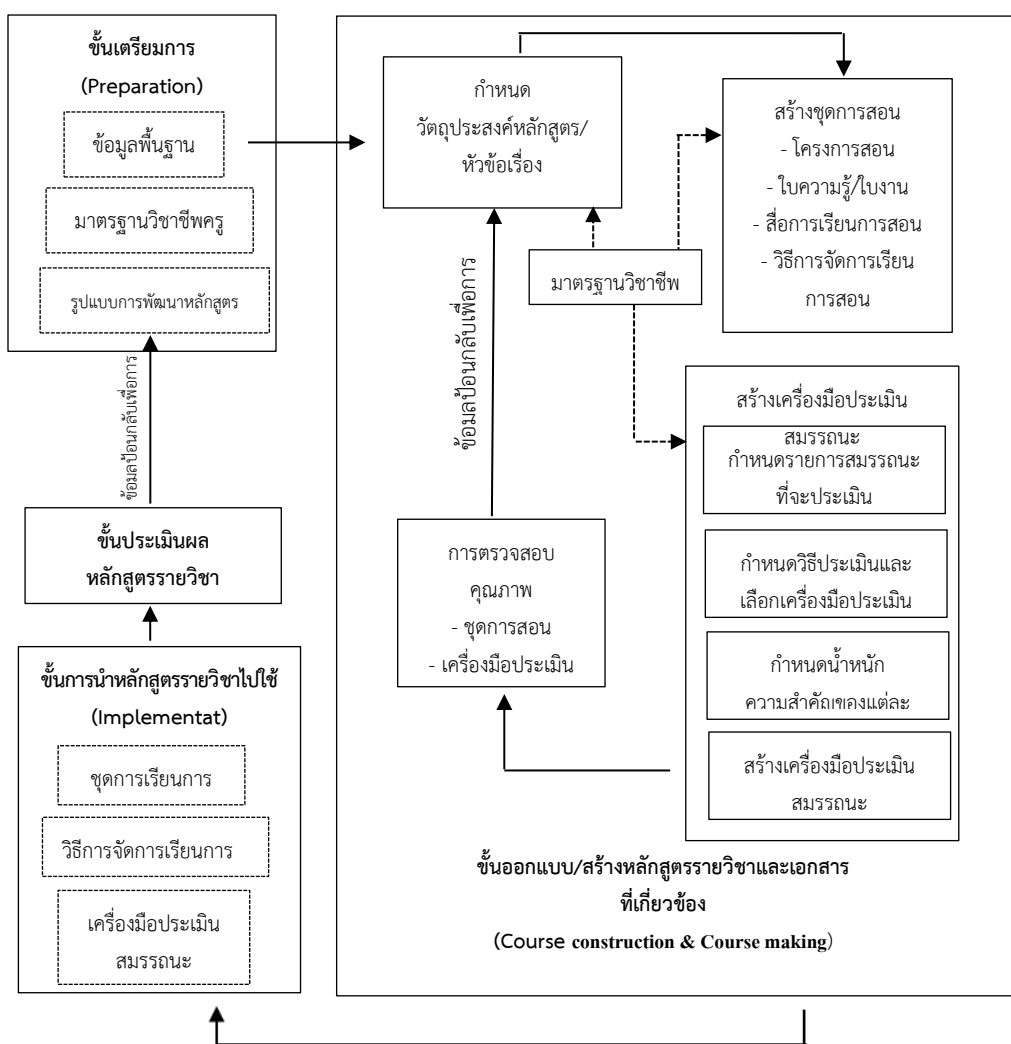 ขั้นเตรียมการ
(Preparation)
ข้อมูลพื้นฐาน
มาตรฐานวิชาชีพครู
รูปแบบการพัฒนาหลักสูตร
ข้อมูลป้อนกลับเพื่อการ
ขั้นประเมินผล
หลักสูตรรายวิชา
ขั้นการนำหลักสูตรรายวิชาไปใช้
(Implementat)
ชุดการเรียนการ
วิธีการจัดการเรียนการ
เครื่องมือประเมิน
สมรรถนะ
กำหนด
วัตถุประสงค์หลักสูตร/
หัวข้อเรื่อง
ข้อมูลป้อนกลับเพื่อการ
มาตรฐานวิชาชีพ
สร้างชุดการสอน
- โครงการสอน
- ใบความรู้/ใบงาน
- สื่อการเรียนการสอน
- วิธีการจัดการเรียน
การสอน
สร้างเครื่องมือประเมิน
สมรรถนะ
กำหนดรายการสมรรถนะ
ที่จะประเมิน
กำหนดวิธีประเมินและ
เลือกเครื่องมือประเมิน
กำหนดน้ำหนัก
ความสำคัญของแต่ละ
สร้างเครื่องมือประเมิน
สมรรถนะ
การตรวจสอบ
คุณภาพ
- ชุดการสอน
- เครื่องมือประเมิน
ขั้นออกแบบ/สร้างหลักสูตรรายวิชาและเอกสาร
ที่เกี่ยวข้อง
(Course construction & Course making)